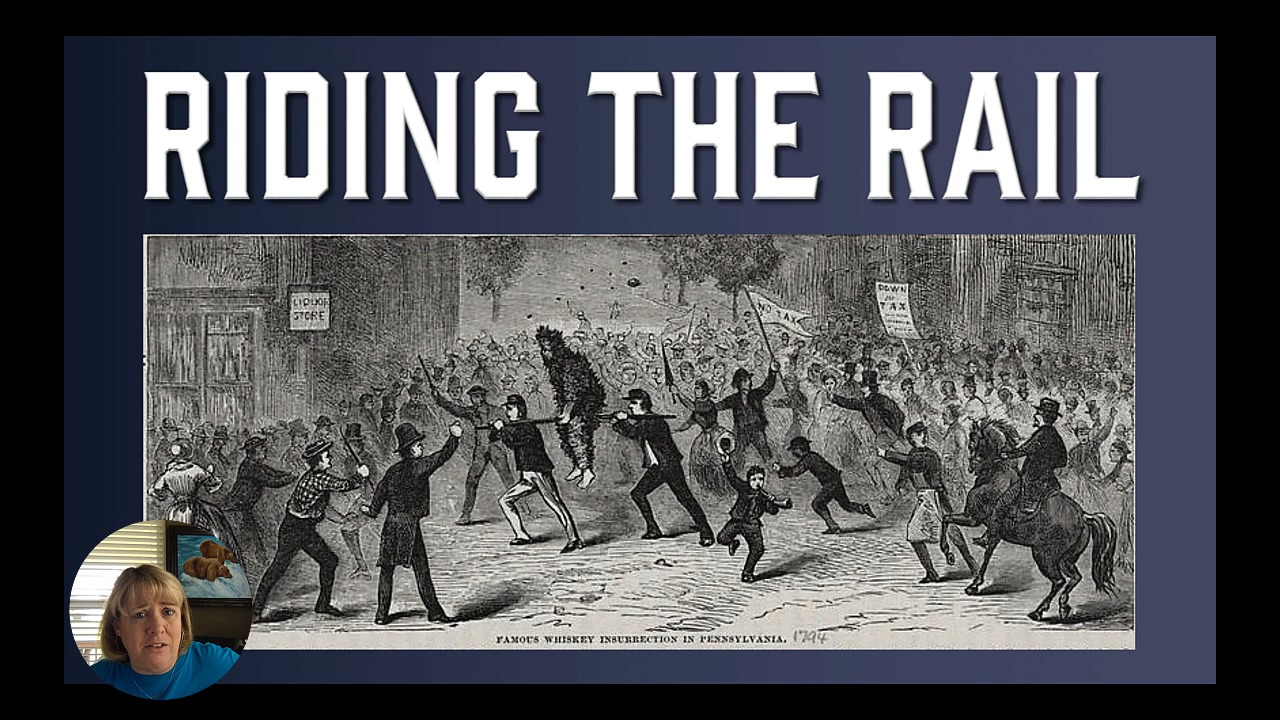 RIDING THE RAIL
LIQUOR
STORE
NO TAX
DOWN
TAX
FAMOUS WHISKEY INSURRECTION IN PENNSYLVANIA. 1794